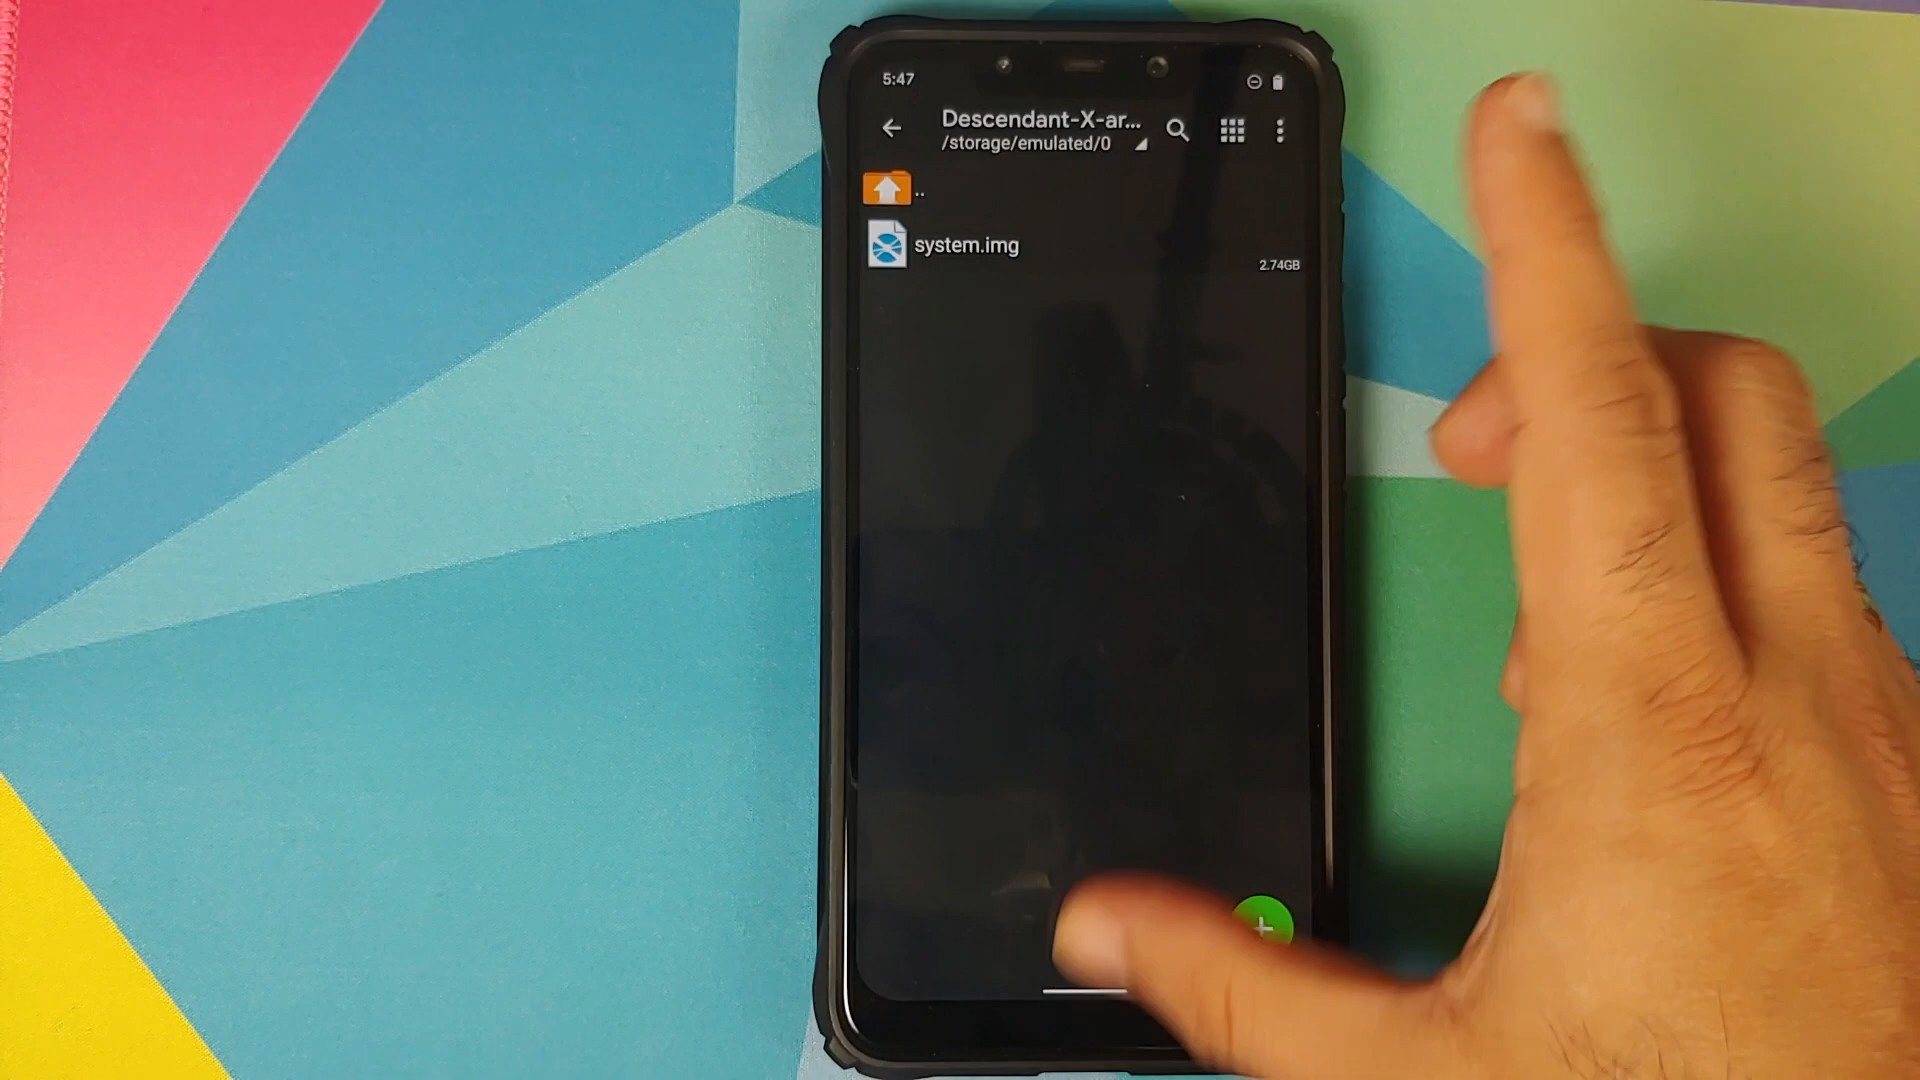 5:47
Descendant-X-ar...
/storage/emulated/0
..
system.img
2.74GB